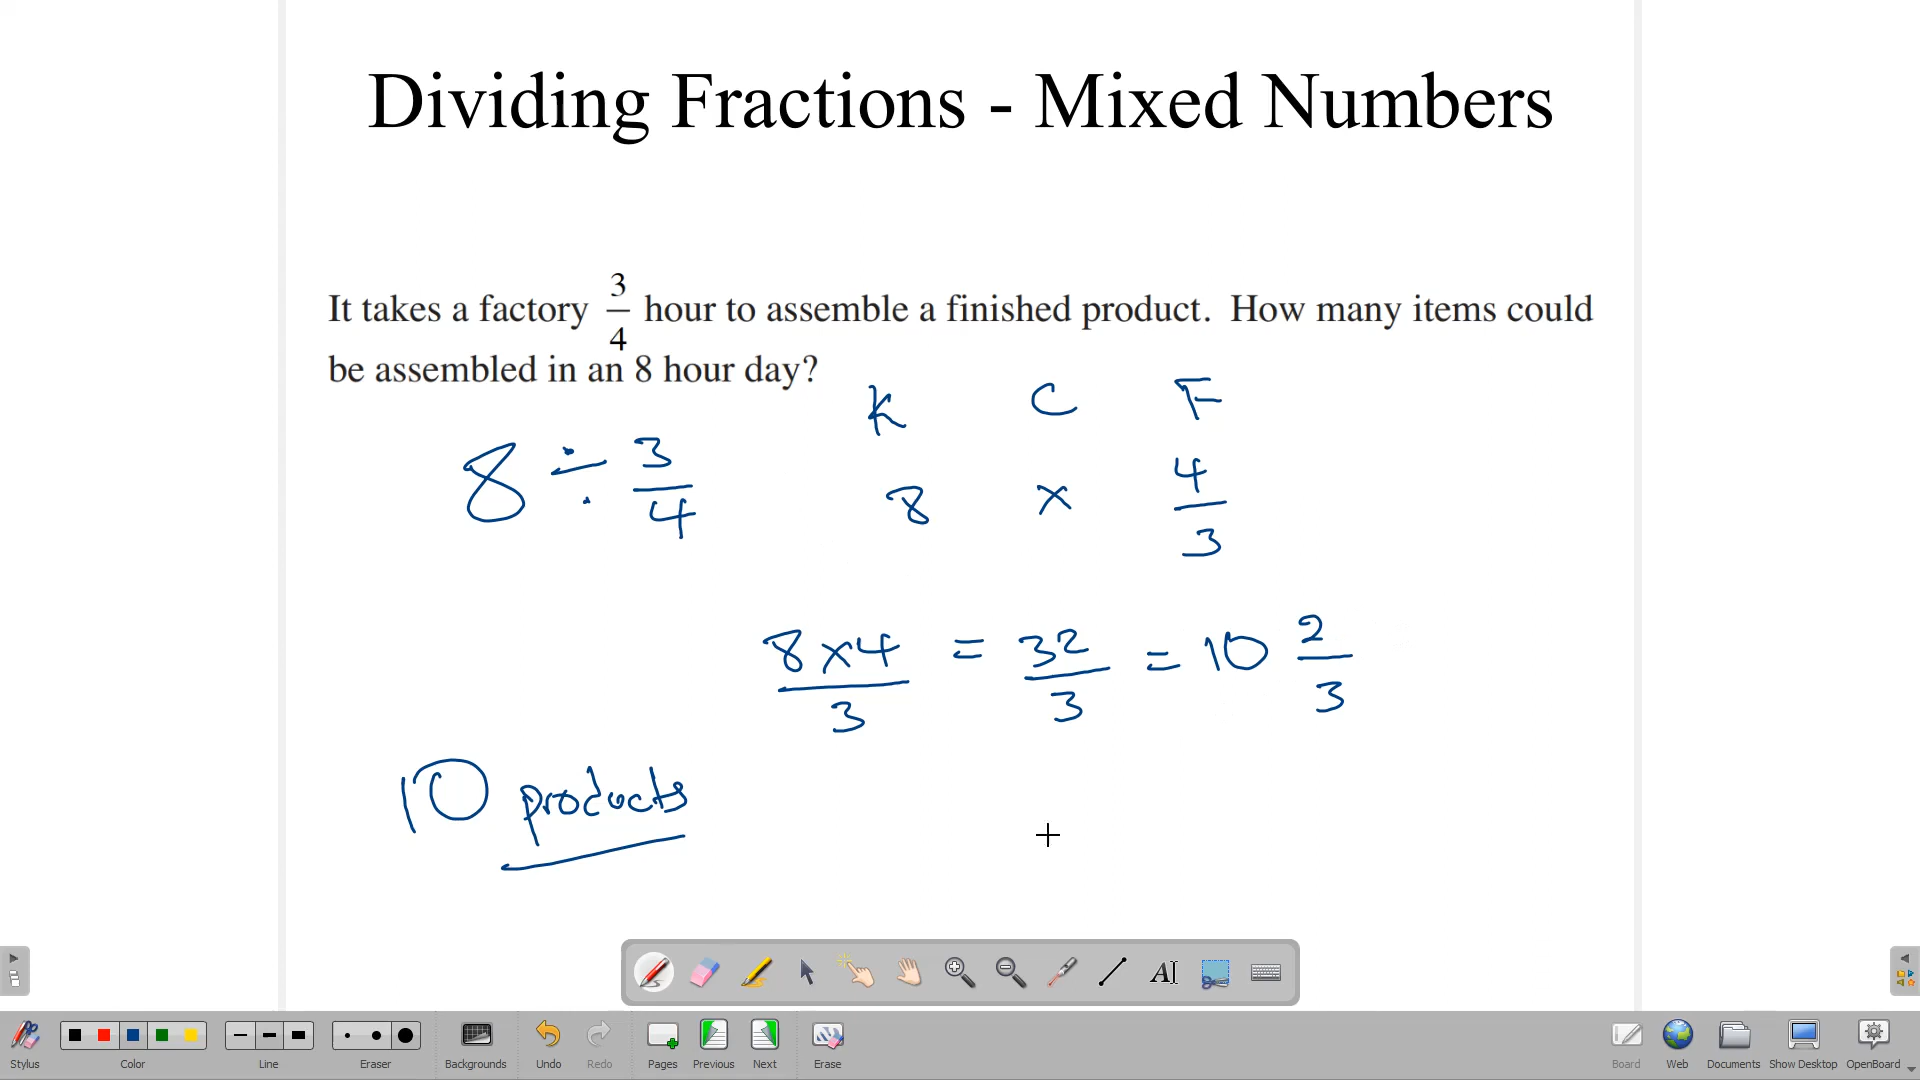 Dividing Fractions - Mixed Numbers
It takes a factory 3/4 hour to assemble a finished product. How many items could
be assembled in an 8 hour day?
K C F
8 ÷ 3/4 8 × 4/3
8×4/3 = 32/3 = 10 2/3
10 products
Stylus Color Line Eraser Backgrounds Undo Redo Pages Previous Next Erase Board Web Documents Show Desktop OpenBoard